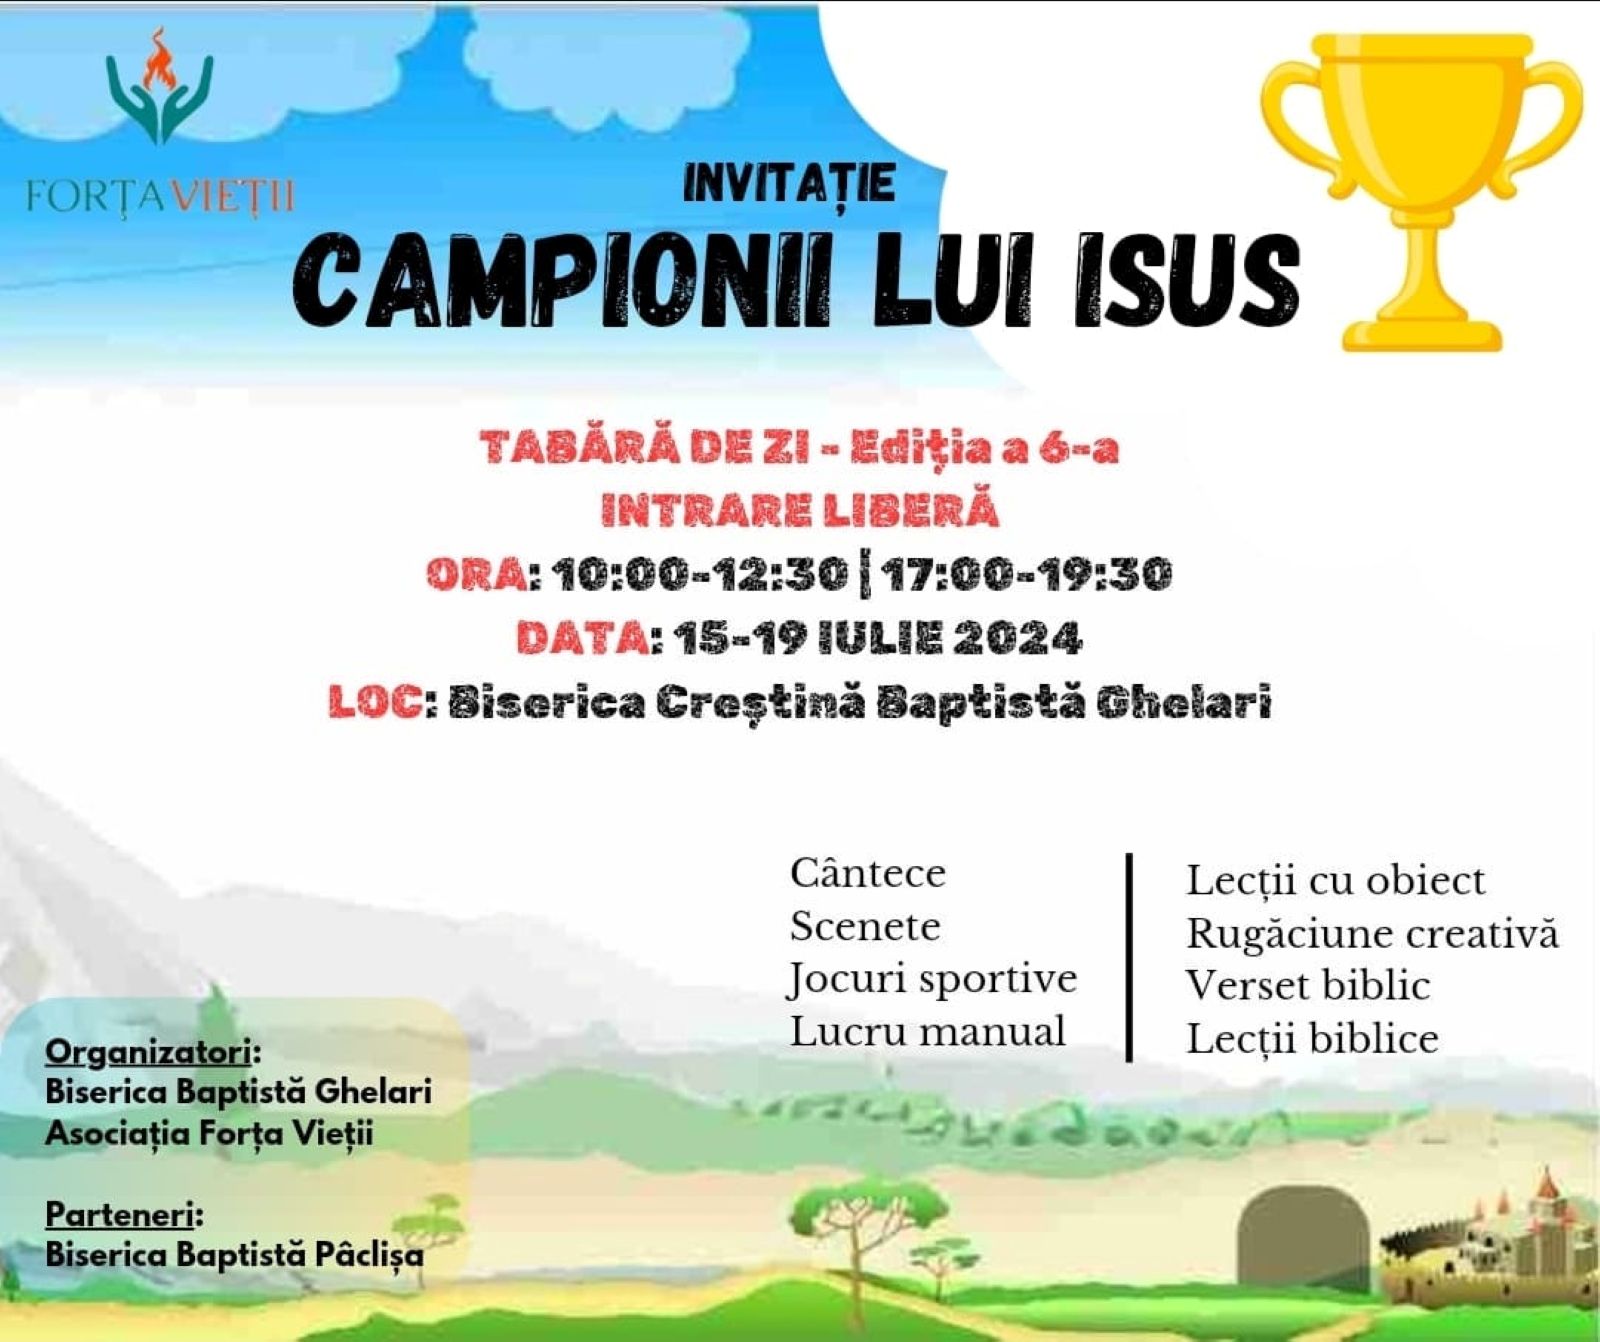 FORȚA VIEȚII
INVITAȚIE
CAMPIONII LUI ISUS
TABĂRĂ DE ZI - Ediția a 6-a
INTRARE LIBERĂ
ORA: 10:00-12:30 | 17:00-19:30
DATA: 15-19 IULIE 2024
LOC: Biserica Creștină Baptistă Ghelari
Cântece
Scenete
Jocuri sportive
Lucru manual
Lecții cu obiect
Rugăciune creativă
Verset biblic
Lecții biblice
Organizatori:
Biserica Baptistă Ghelari
Asociația Forța Vieții
Parteneri:
Biserica Baptistă Pâclișa